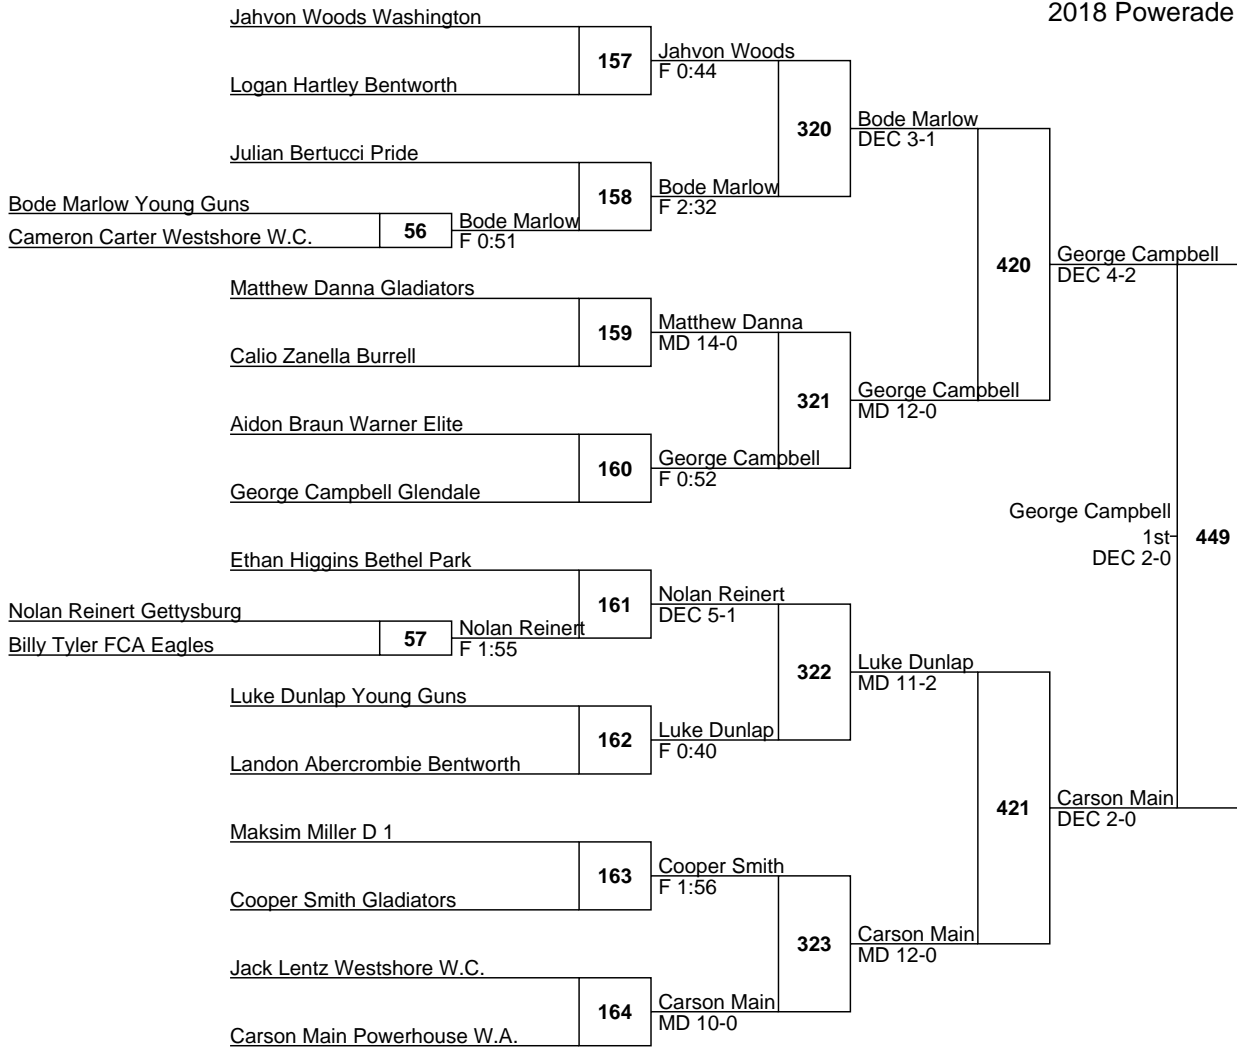 2018 Powerade
Jahvon Woods Washington
157
Jahvon Woods
F 0:44
Logan Hartley Bentworth
320
Bode Marlow
DEC 3-1
Julian Bertucci Pride
158
Bode Marlow
F 2:32
Bode Marlow Young Guns
56
Bode Marlow
F 0:51
Cameron Carter Westshore W.C.
420
George Campbell
DEC 4-2
Matthew Danna Gladiators
159
Matthew Danna
MD 14-0
Calio Zanella Burrell
321
George Campbell
MD 12-0
Aidon Braun Warner Elite
160
George Campbell
F 0:52
George Campbell Glendale
George Campbell
1st
DEC 2-0
449
Ethan Higgins Bethel Park
161
Nolan Reinert
DEC 5-1
Nolan Reinert Gettysburg
57
Nolan Reinert
F 1:55
Billy Tyler FCA Eagles
322
Luke Dunlap
MD 11-2
Luke Dunlap Young Guns
162
Luke Dunlap
F 0:40
Landon Abercrombie Bentworth
421
Carson Main
DEC 2-0
Maksim Miller D 1
163
Cooper Smith
F 1:56
Cooper Smith Gladiators
323
Carson Main
MD 12-0
Jack Lentz Westshore W.C.
164
Carson Main
MD 10-0
Carson Main Powerhouse W.A.